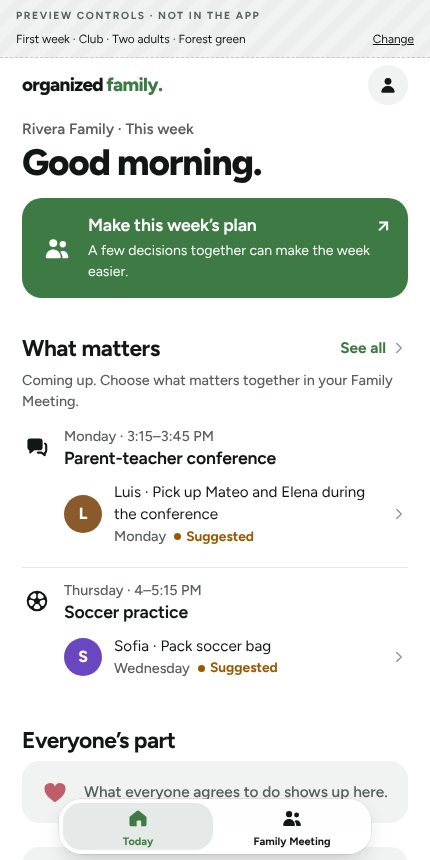 PREVIEW CONTROLS · NOT IN THE APP
First week · Club · Two adults · Forest green
Change
organized family.
Rivera Family · This week
Good morning.
Make this week’s plan
A few decisions together can make the week
easier.
What matters
See all
Coming up. Choose what matters together in your Family
Meeting.
Monday · 3:15–3:45 PM
Parent-teacher conference
L
Luis · Pick up Mateo and Elena during
the conference
Monday
Suggested
Thursday · 4–5:15 PM
Soccer practice
S
Sofia · Pack soccer bag
Wednesday
Suggested
Everyone’s part
What everyone agrees to do shows up here.
Today
Family Meeting